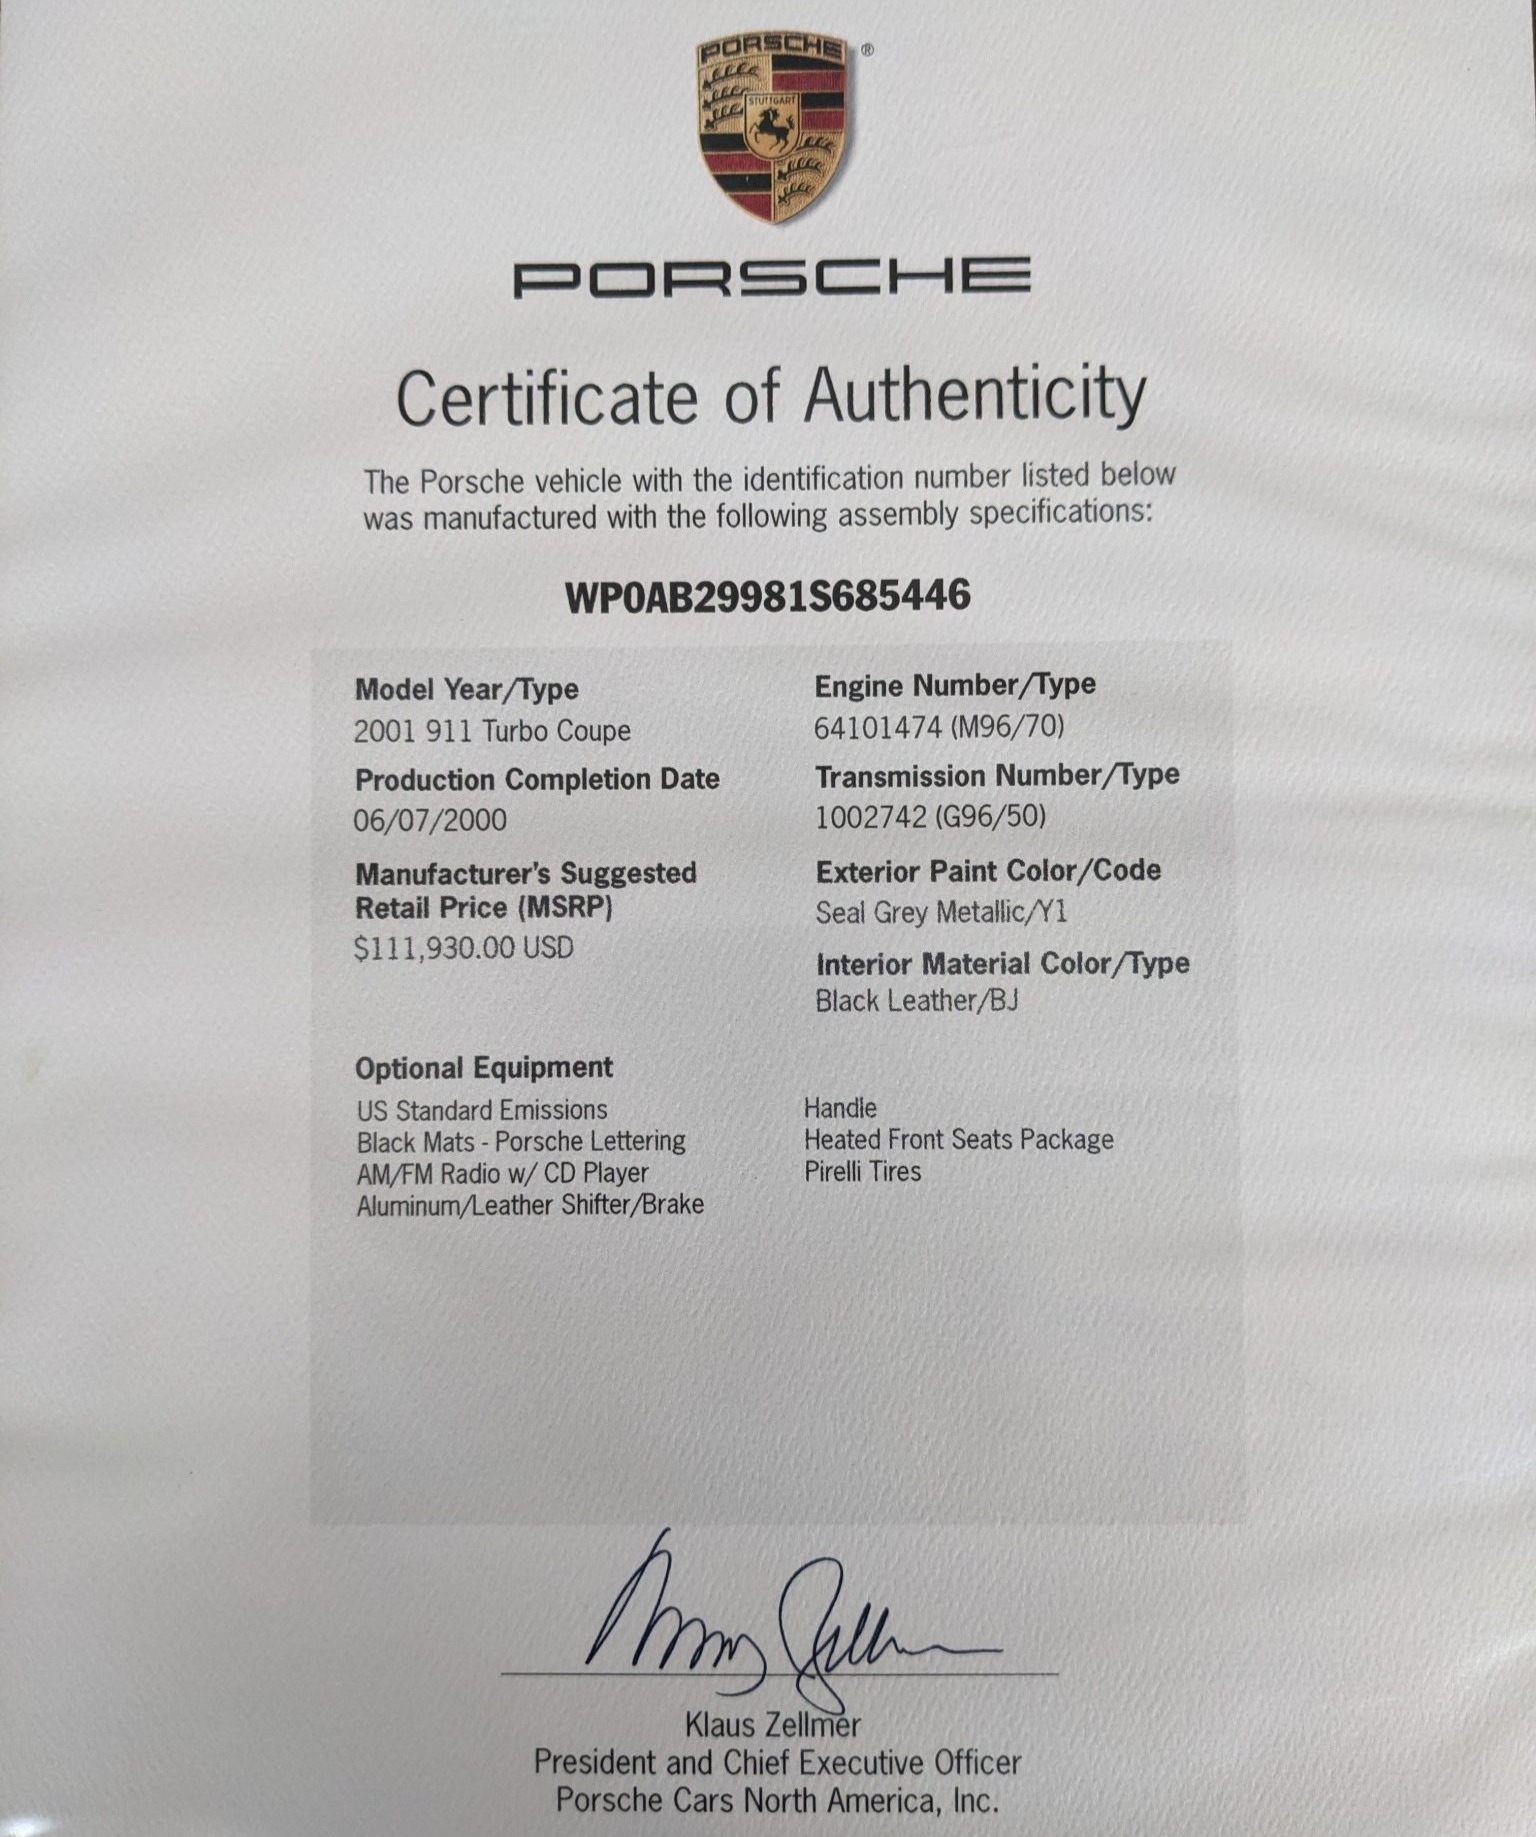 PORSCHE
®
STUTTGART
PORSCHE
Certificate of Authenticity
The Porsche vehicle with the identification number listed below
was manufactured with the following assembly specifications:
WP0AB29981S685446
Model Year/Type
2001 911 Turbo Coupe
Production Completion Date
06/07/2000
Manufacturer's Suggested
Retail Price (MSRP)
$111,930.00 USD
Engine Number/Type
64101474 (M96/70)
Transmission Number/Type
1002742 (G96/50)
Exterior Paint Color/Code
Seal Grey Metallic/Y1
Interior Material Color/Type
Black Leather/BJ
Optional Equipment
US Standard Emissions
Black Mats - Porsche Lettering
AM/FM Radio w/ CD Player
Aluminum/Leather Shifter/Brake
Handle
Heated Front Seats Package
Pirelli Tires
Klaus Zellmer
President and Chief Executive Officer
Porsche Cars North America, Inc.